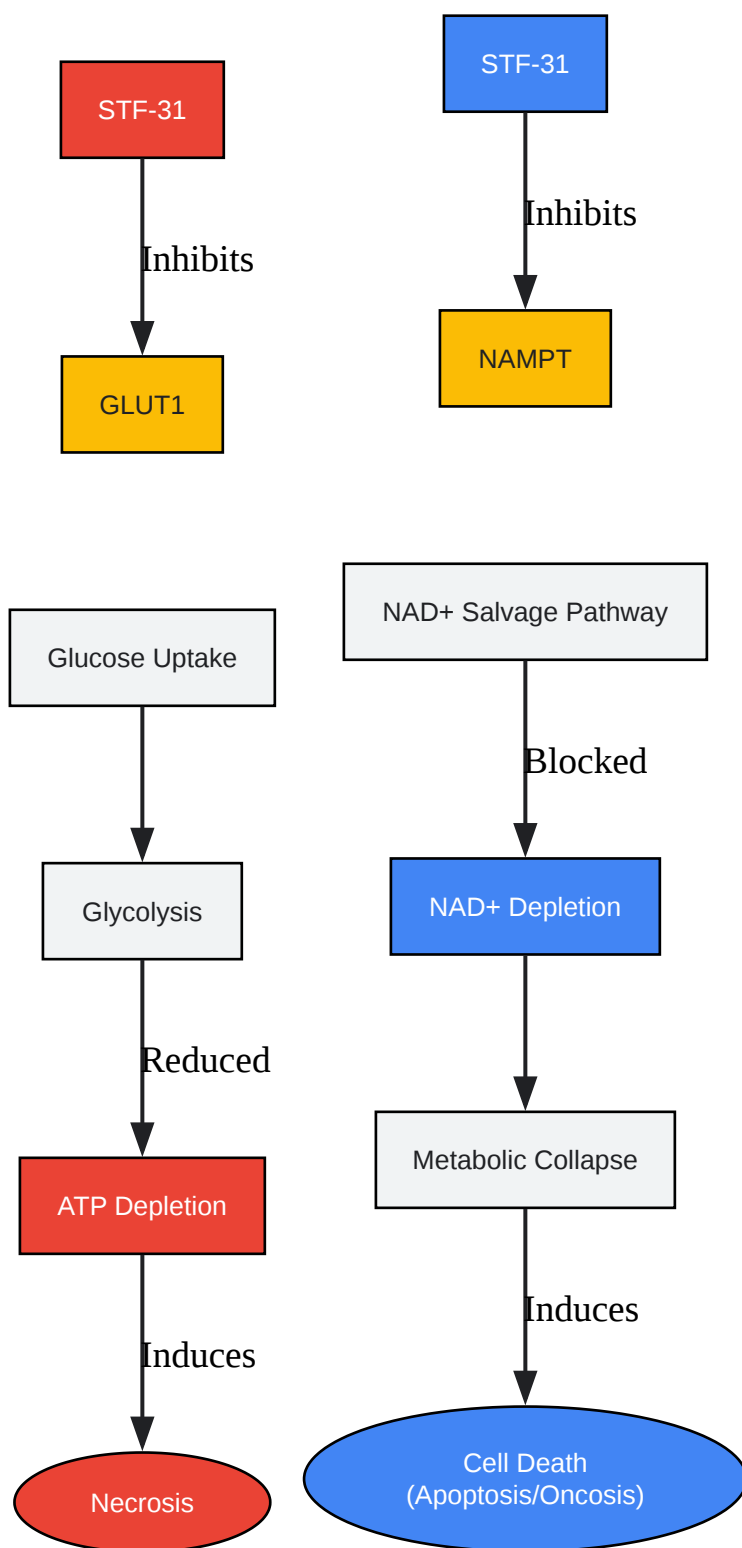 STF-31
Inhibits
GLUT1
Glucose Uptake
Glycolysis
Reduced
ATP Depletion
Induces
Necrosis
STF-31
Inhibits
NAMPT
NAD+ Salvage Pathway
Blocked
NAD+ Depletion
Metabolic Collapse
Induces
Cell Death
(Apoptosis/Oncosis)